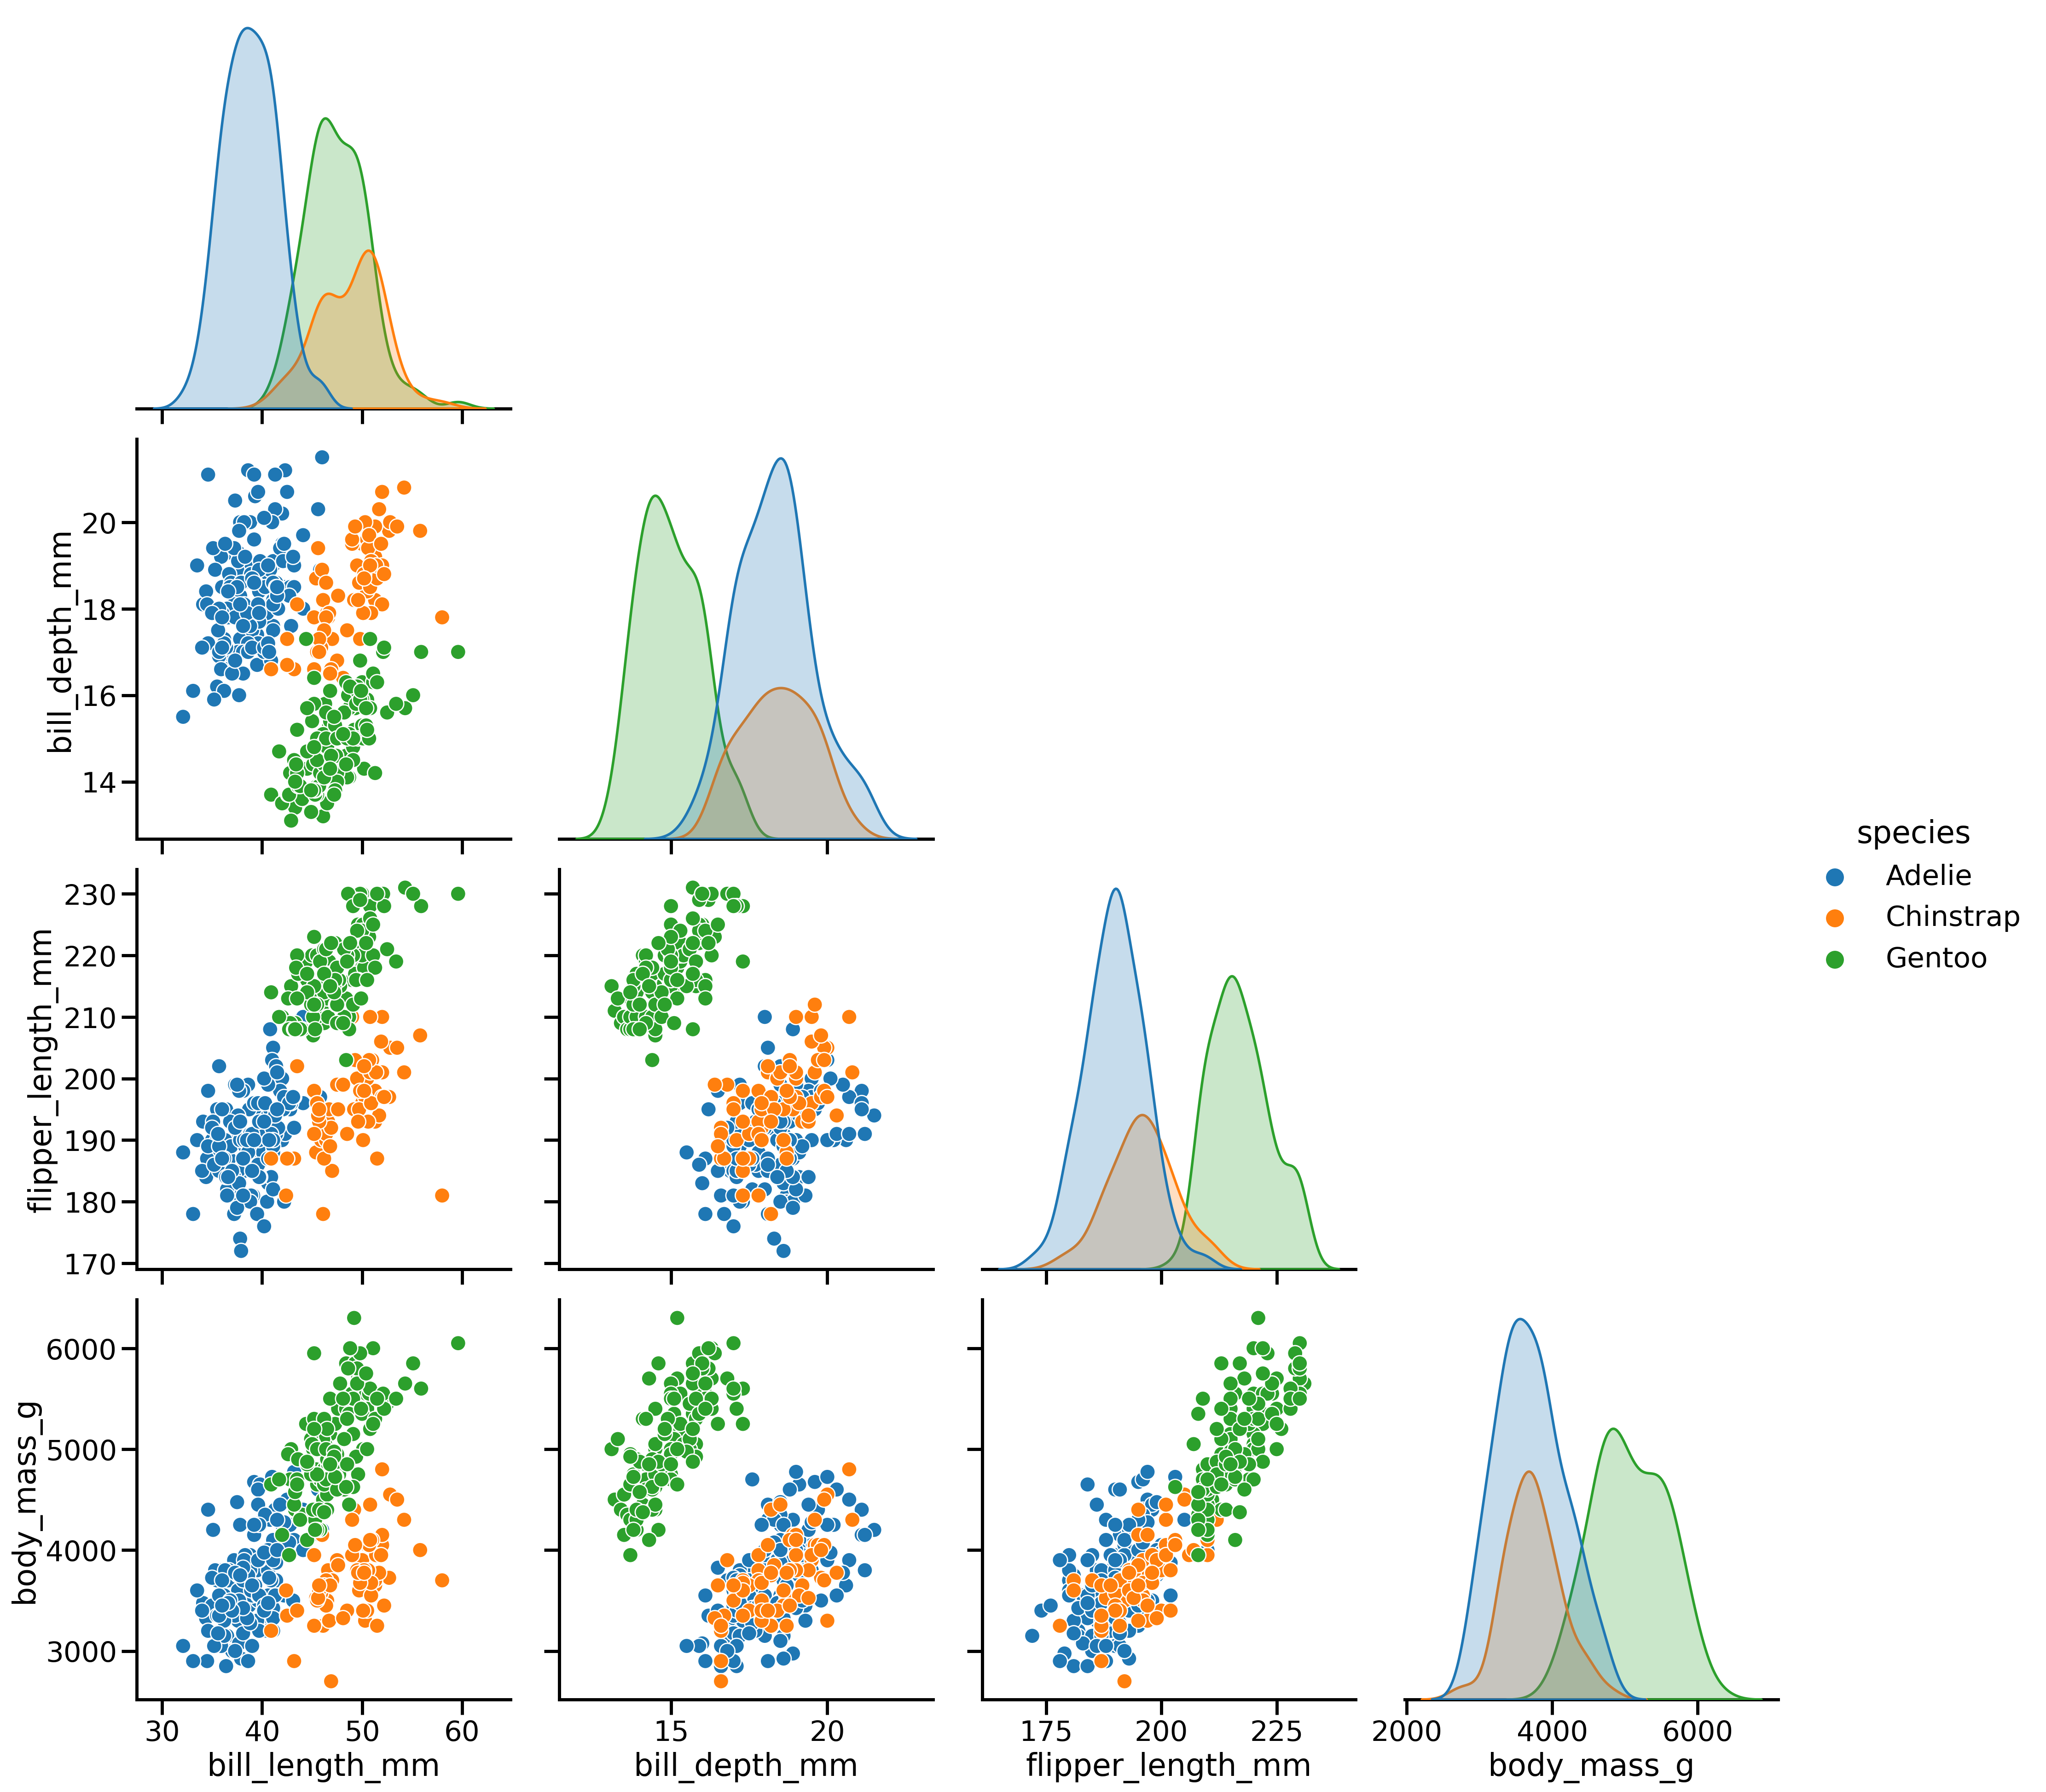 bill_depth_mm
20
18
16
14
flipper_length_mm
230
220
210
200
190
180
170
body_mass_g
6000
5000
4000
3000
30 40 50 60
bill_length_mm
15 20
bill_depth_mm
175 200 225
flipper_length_mm
2000 4000 6000
body_mass_g
species
Adelie
Chinstrap
Gentoo